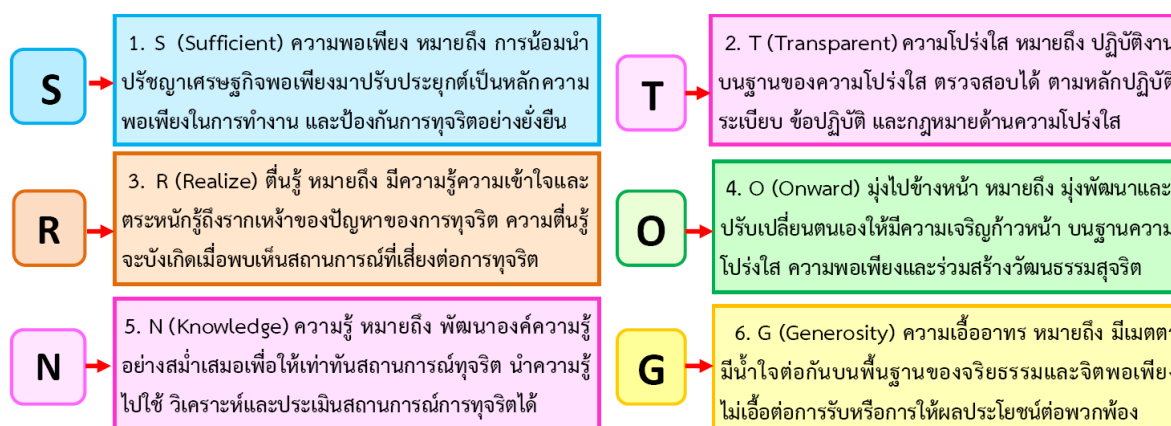 S
1. S (Sufficient) ความพอเพียง หมายถึง การน้อมนำ
ปรัชญาเศรษฐกิจพอเพียงมาปรับประยุกต์เป็นหลักความ
พอเพียงในการทำงาน และป้องกันการทุจริตอย่างยั่งยืน
T
2. T (Transparent) ความโปร่งใส หมายถึง ปฏิบัติงาน
บนฐานของความโปร่งใส ตรวจสอบได้ ตามหลักปฏิบัติ
ระเบียบ ข้อปฏิบัติ และกฎหมายด้านความโปร่งใส
R
3. R (Realize) ตื่นรู้ หมายถึง มีความรู้ความเข้าใจและ
ตระหนักรู้ถึงรากเหง้าของปัญหาของการทุจริต ความตื่นรู้
จะบังเกิดเมื่อพบเห็นสถานการณ์ที่เสี่ยงต่อการทุจริต
O
4. O (Onward) มุ่งไปข้างหน้า หมายถึง มุ่งพัฒนาและ
ปรับเปลี่ยนตนเองให้มีความเจริญก้าวหน้า บนฐานความ
โปร่งใส ความพอเพียงและร่วมสร้างวัฒนธรรมสุจริต
N
5. N (Knowledge) ความรู้ หมายถึง พัฒนาองค์ความรู้
อย่างสม่ำเสมอเพื่อให้เท่าทันสถานการณ์ทุจริต นำความรู้
ไปใช้ วิเคราะห์และประเมินสถานการณ์การทุจริตได้
G
6. G (Generosity) ความเอื้ออาทร หมายถึง มีเมตตา
มีน้ำใจต่อกันบนพื้นฐานของจริยธรรมและจิตพอเพียง
ไม่เอื้อต่อการรับหรือการให้ผลประโยชน์ต่อพวกพ้อง